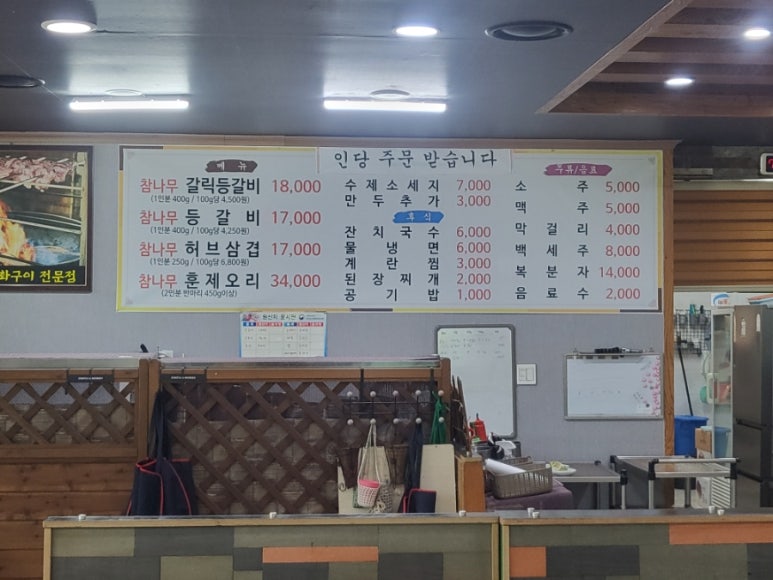 메 뉴
참나무 갈릭등갈비 18,000
(1인분 400g / 100g당 4,500원)
참나무 등 갈 비 17,000
(1인분 400g / 100g당 4,250원)
참나무 허브삼겹 17,000
(1인분 250g / 100g당 6,800원)
참나무 훈제오리 34,000
(2인분 반마리 450g이상)
인당 주문 받습니다
수 제 소 세 지 7,000
만 두 추 가 3,000
후 식
잔 치 국 수 6,000
물 냉 면 6,000
계 란 찜 3,000
된 장 찌 개 2,000
공 기 밥 1,000
주류/음료
소 주 5,000
맥 주 5,000
막 걸 리 4,000
백 세 주 8,000
복 분 자 14,000
음 료 수 2,000
화구이 전문점
원산지 표시판